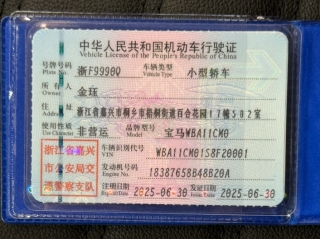 中华人民共和国机动车行驶证
Vehicle License of the People's Republic of China
号牌号码 浙F9990Q 车辆类型 小型轿车
Plate No. Vehicle Type
所有人 金珏
Owner
住址 浙江省嘉兴市桐乡市梧桐街道百合花园17幢502室
Address
使用性质 非营运 品牌型号 宝马WBA11CM0
Use Character Model
浙江省嘉兴
市公安局交
通警察支队
车辆识别代号 WBA11CM01S8F20001
VIN
发动机号码 18387658848B20A
Engine No.
注册日期 2025-06-30 发证日期 2025-06-30
Register Date Issue Date